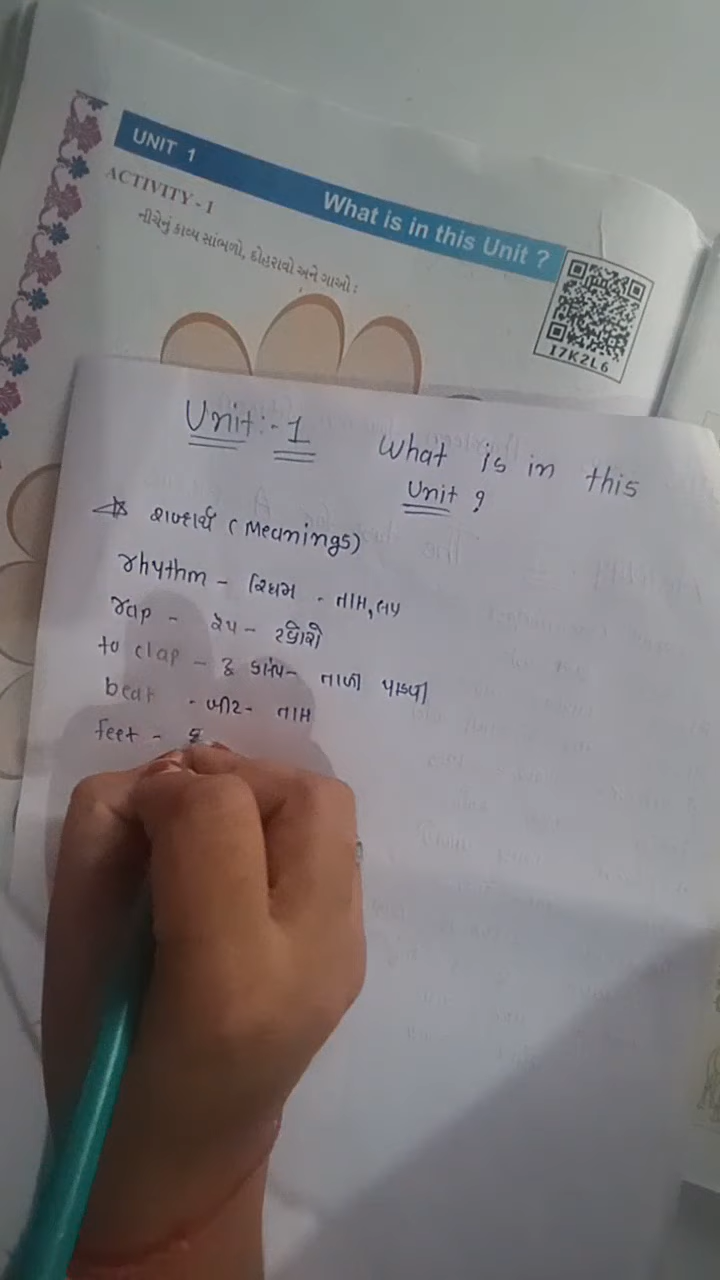 UNIT 1
What is in this Unit ?
ACTIVITY - 1
નીચેનું કાવ્ય સાંભળો, દોહરાવો અને ગાઓ :
I7K2L6
Unit:- 1 What is in this
Unit ?
શબ્દાર્થ (Meanings)
rhythm - રિધમ - તાલ, લય
rap - રેપ - ટકોરો
to clap - ટુ ક્લેપ - તાળી પાડવી
beat - બીટ - તાલ
feet -